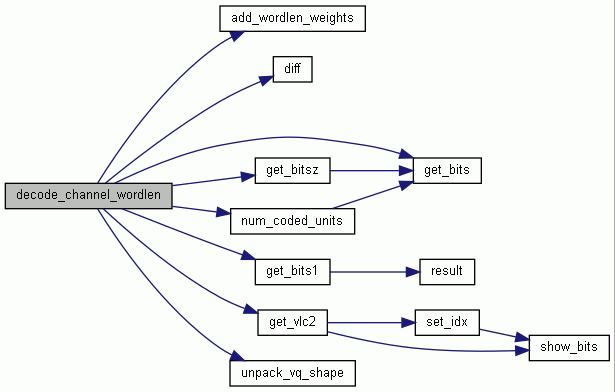 add_wordlen_weights
diff
get_bitsz
get_bits
decode_channel_wordlen
num_coded_units
get_bits1
result
get_vlc2
set_idx
show_bits
unpack_vq_shape